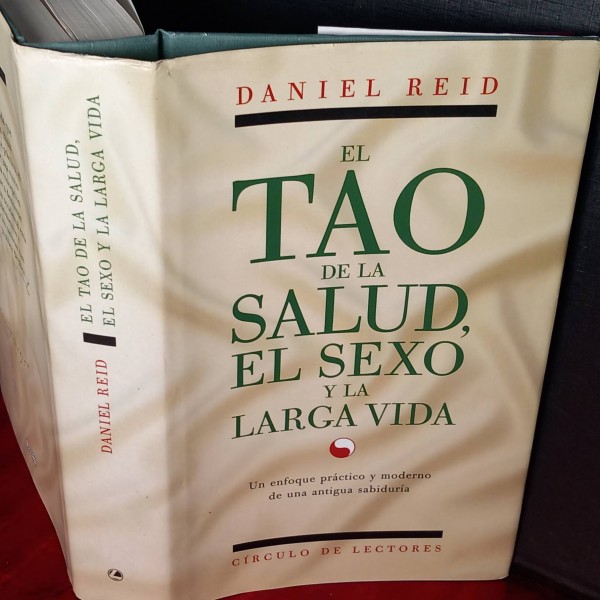 DANIEL REID
EL
TAO
DE LA
SALUD,
EL SEXO
Y LA
LARGA VIDA
Un enfoque práctico y moderno
de una antigua sabiduría
CÍRCULO DE LECTORES
DANIEL REID
EL TAO DE LA SALUD,
EL SEXO Y LA LARGA VIDA